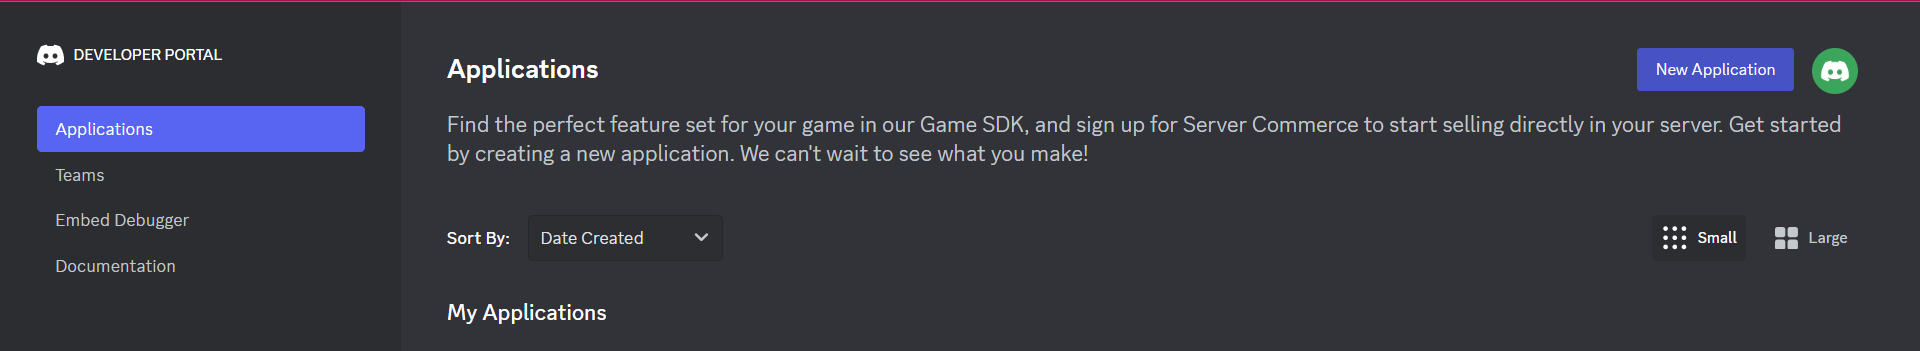 DEVELOPER PORTAL
Applications
Teams
Embed Debugger
Documentation
Applications
New Application
Find the perfect feature set for your game in our Game SDK, and sign up for Server Commerce to start selling directly in your server. Get started
by creating a new application. We can't wait to see what you make!
Sort By: Date Created
Small Large
My Applications